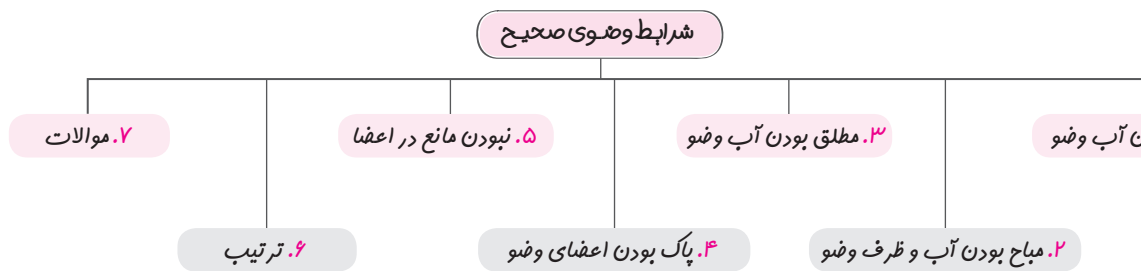 شرایط وضوی صحیح
آب وضو
۲. مباح بودن آب و ظرف وضو
۳. مطلق بودن آب وضو
۴. پاک بودن اعضای وضو
۵. نبودن مانع در اعضا
۶. ترتیب
۷. موالات